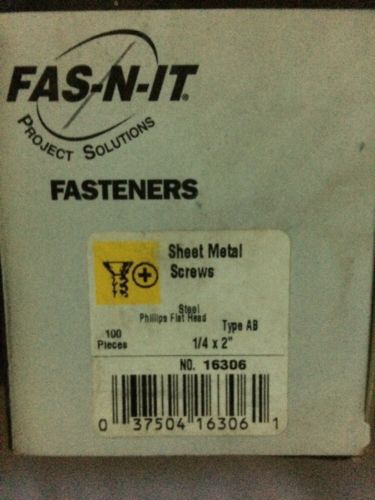 FAS-N-IT®
PROJECT SOLUTIONS
FASTENERS
Sheet Metal
Screws
Steel
Phillips Flat Head
Type AB
100
Pieces
1/4 x 2"
NO. 16306
0 37504 16306 1